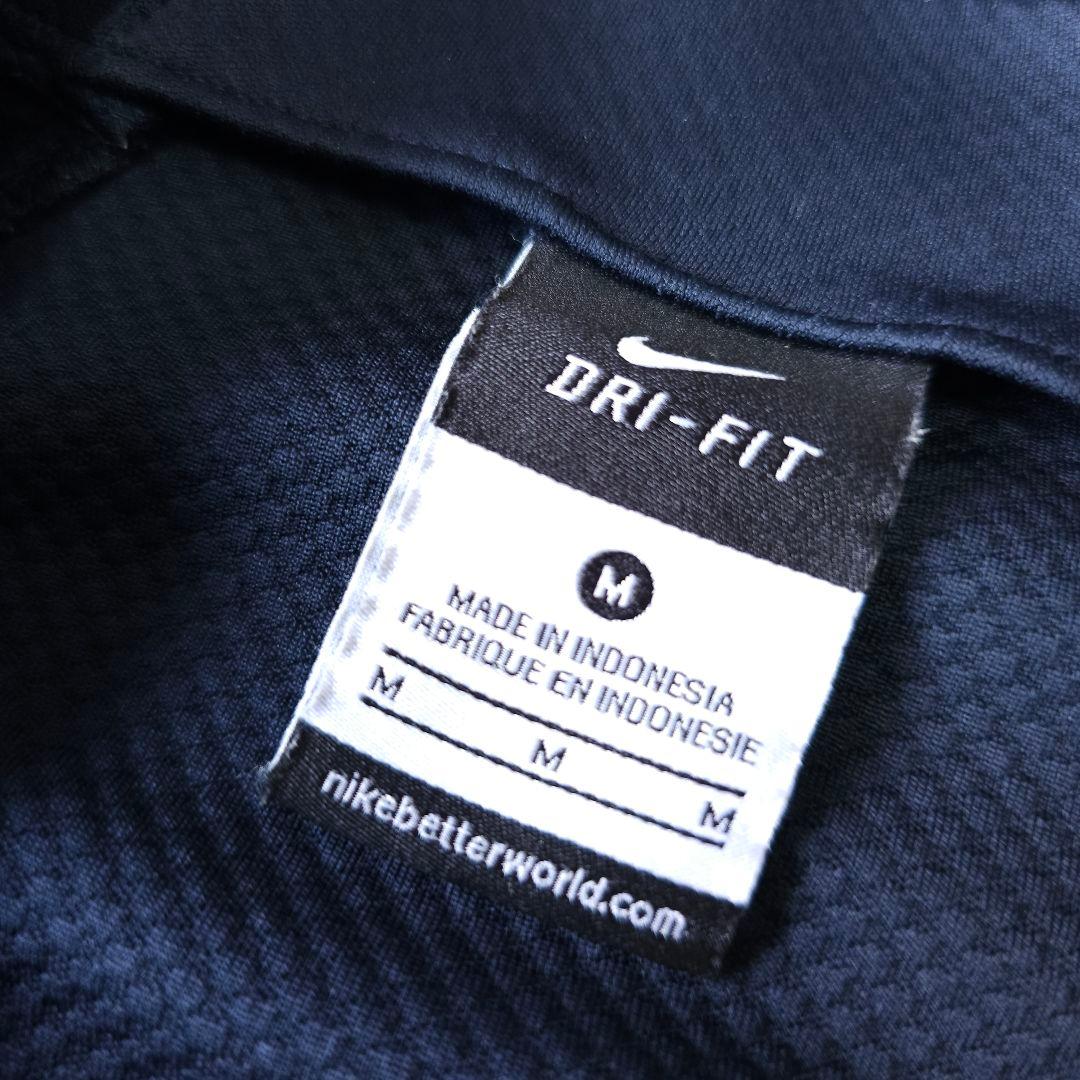 DRI-FIT
M
MADE IN INDONESIA
FABRIQUE EN INDONESIE
M M M
nikebetterworld.com